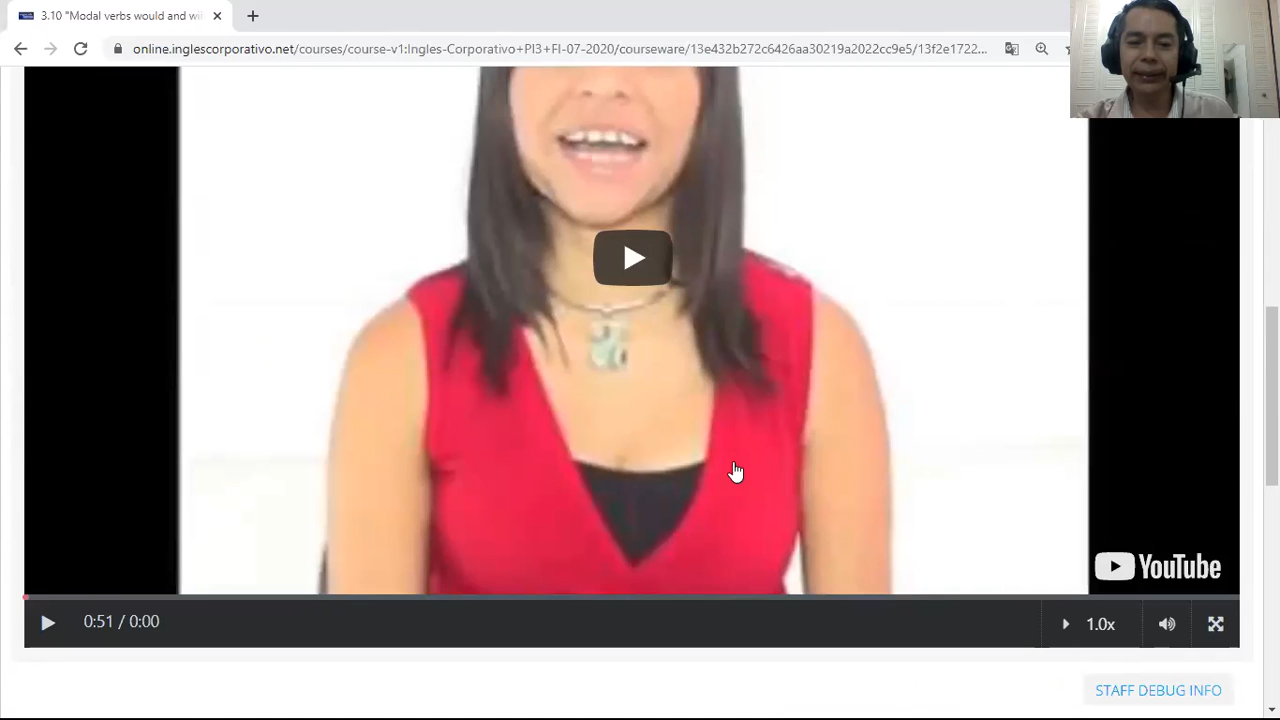 3.10 "Modal verbs would and wi
online.inglescorporativo.net/courses/course-v1:Ingles-Corporativo+PI3+FI-07-2020/courseware/13e432b272c6426aa30219a2022cc9e5/13f2e1722...
YouTube
0:51 / 0:00
1.0x
STAFF DEBUG INFO